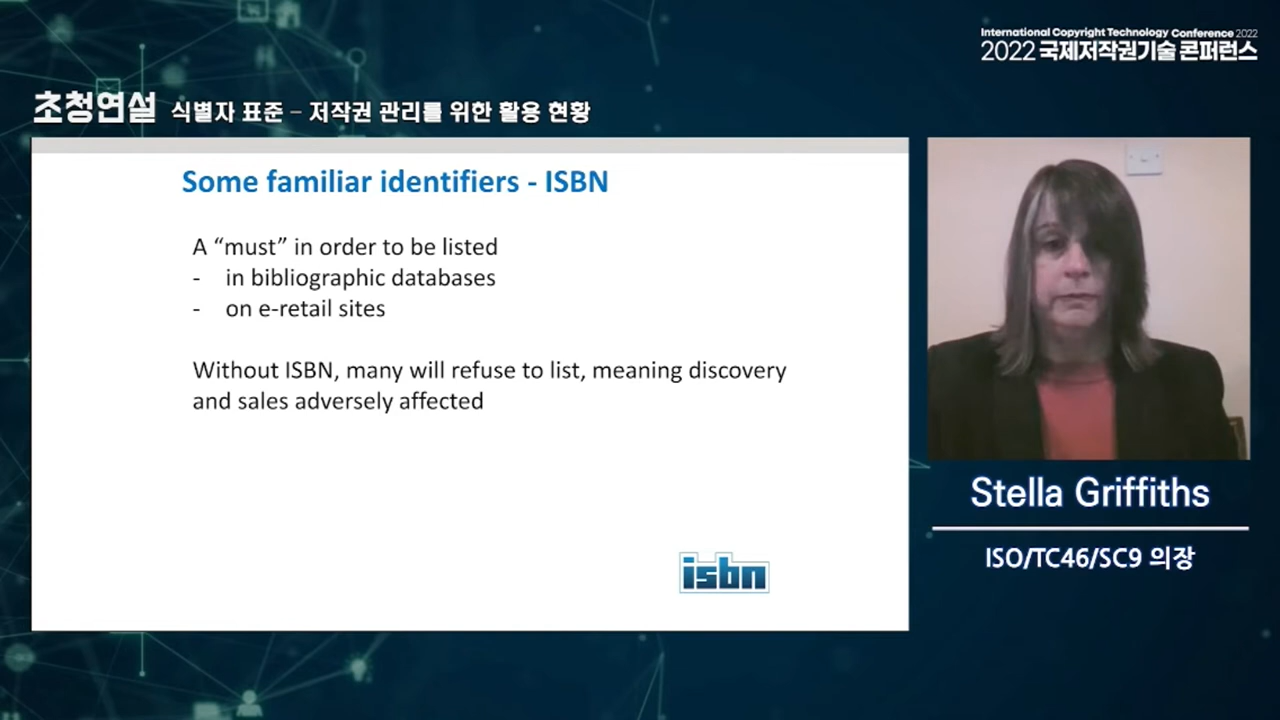 International Copyright Technology Conference 2022
2022 국제저작권기술 콘퍼런스
초청연설 식별자 표준 – 저작권 관리를 위한 활용 현황
Some familiar identifiers - ISBN
A “must” in order to be listed
- in bibliographic databases
- on e-retail sites
Without ISBN, many will refuse to list, meaning discovery
and sales adversely affected
isbn
Stella Griffiths
ISO/TC46/SC9 의장